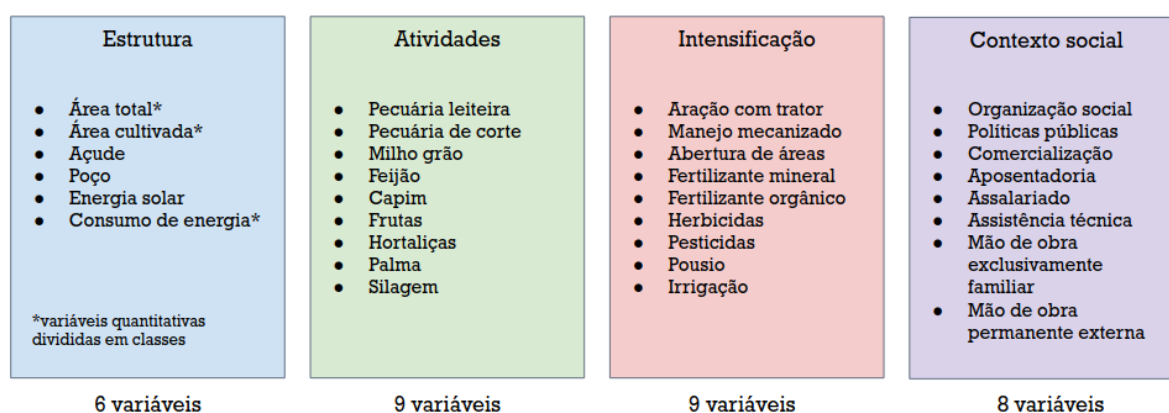 Estrutura
● Área total*
● Área cultivada*
● Açude
● Poço
● Energia solar
● Consumo de energia*
*variáveis quantitativas
divididas em classes
6 variáveis
Atividades
● Pecuária leiteira
● Pecuária de corte
● Milho grão
● Feijão
● Capim
● Frutas
● Hortaliças
● Palma
● Silagem
9 variáveis
Intensificação
● Aração com trator
● Manejo mecanizado
● Abertura de áreas
● Fertilizante mineral
● Fertilizante orgânico
● Herbicidas
● Pesticidas
● Pousio
● Irrigação
9 variáveis
Contexto social
● Organização social
● Políticas públicas
● Comercialização
● Aposentadoria
● Assalariado
● Assistência técnica
● Mão de obra
exclusivamente
familiar
● Mão de obra
permanente externa
8 variáveis